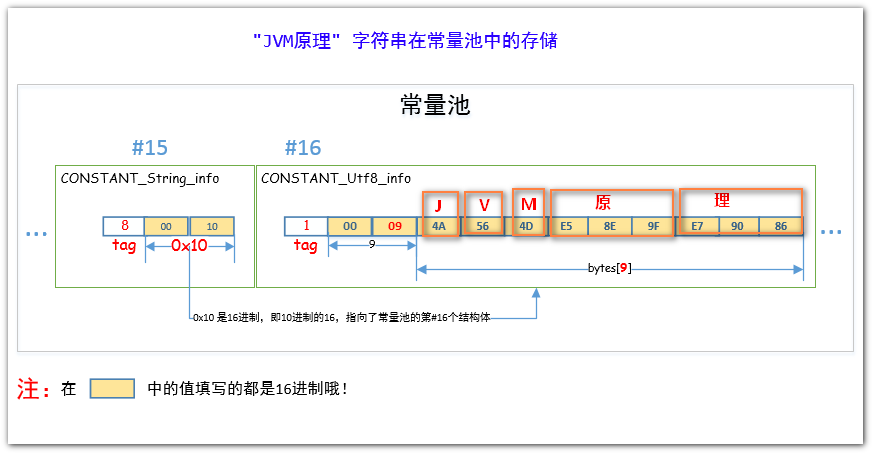 "JVM原理" 字符串在常量池中的存储
常量池
#15 #16
CONSTANT_String_info CONSTANT_Utf8_info
J V M 原 理
8 00 10 1 00 09 4A 56 4D E5 8E 9F E7 90 86
tag 0x10 tag 9
... ...
bytes[9]
0x10 是16进制，即10进制的16，指向了常量池的第#16个结构体
注：在 中的值填写的都是16进制哦！